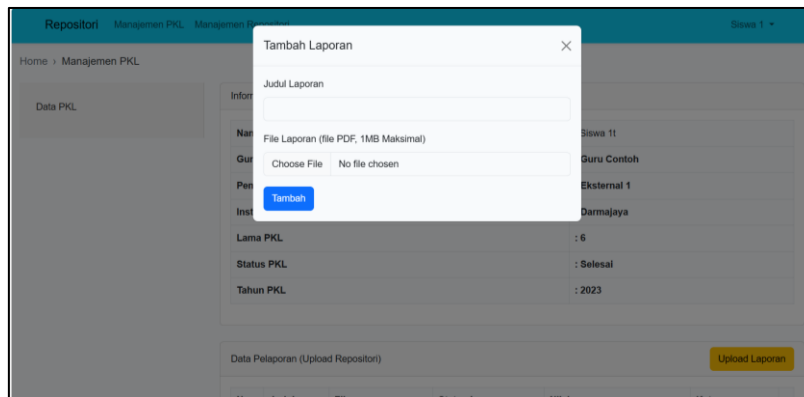 Repositori Manajemen PKL Manajemen Siswa 1
Home › Manajemen PKL
Tambah Laporan
Judul Laporan
File Laporan (file PDF, 1MB Maksimal)
Choose File No file chosen
Tambah
Data PKL
Siswa 1t
: Guru Contoh
Eksternal 1
Darmajaya
Lama PKL : 6
Status PKL : Selesai
Tahun PKL : 2023
Data Pelaporan (Upload Repositori) Upload Laporan